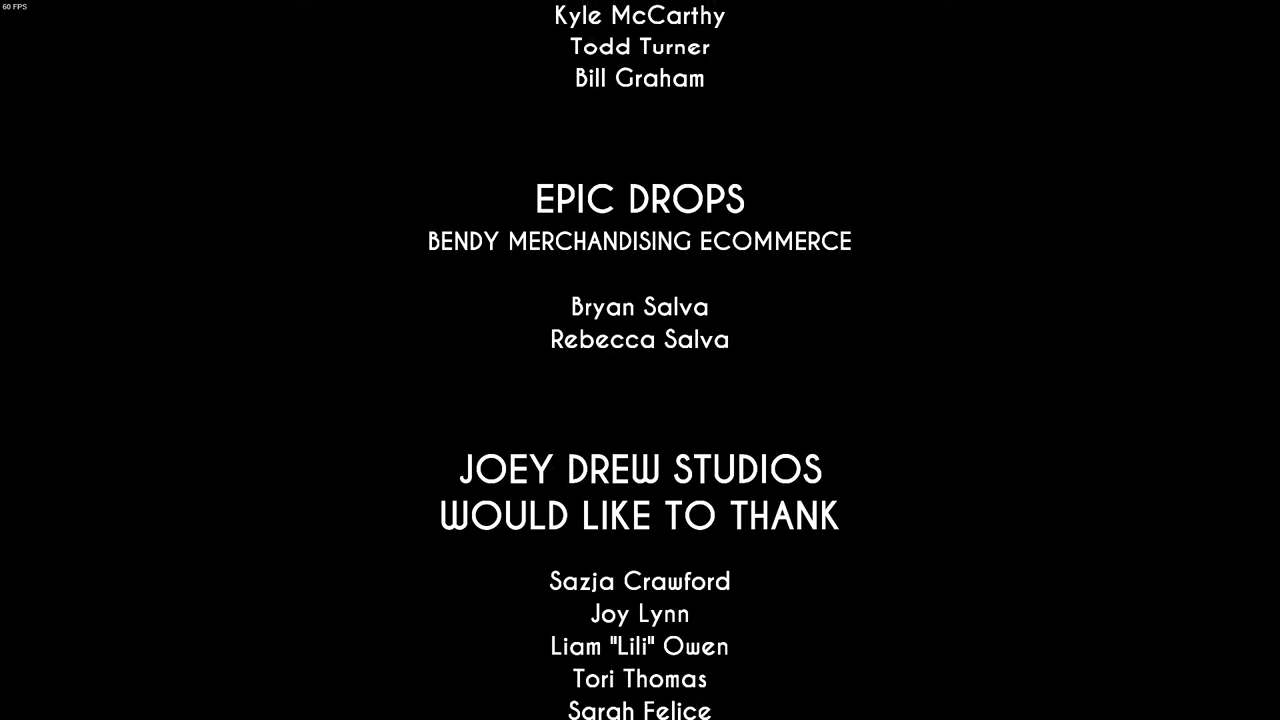 60 FPS
Kyle McCarthy
Todd Turner
Bill Graham
EPIC DROPS
BENDY MERCHANDISING ECOMMERCE
Bryan Salva
Rebecca Salva
JOEY DREW STUDIOS
WOULD LIKE TO THANK
Sazja Crawford
Joy Lynn
Liam "Lili" Owen
Tori Thomas
Sarah Felice